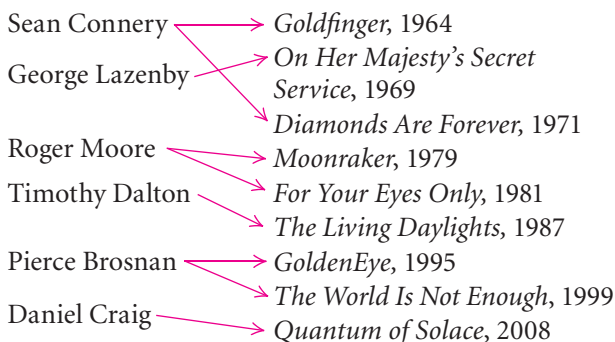 Sean Connery
Goldfinger, 1964
George Lazenby
On Her Majesty's Secret
Service, 1969
Diamonds Are Forever, 1971
Roger Moore
Moonraker, 1979
For Your Eyes Only, 1981
Timothy Dalton
The Living Daylights, 1987
Pierce Brosnan
GoldenEye, 1995
The World Is Not Enough, 1999
Daniel Craig
Quantum of Solace, 2008